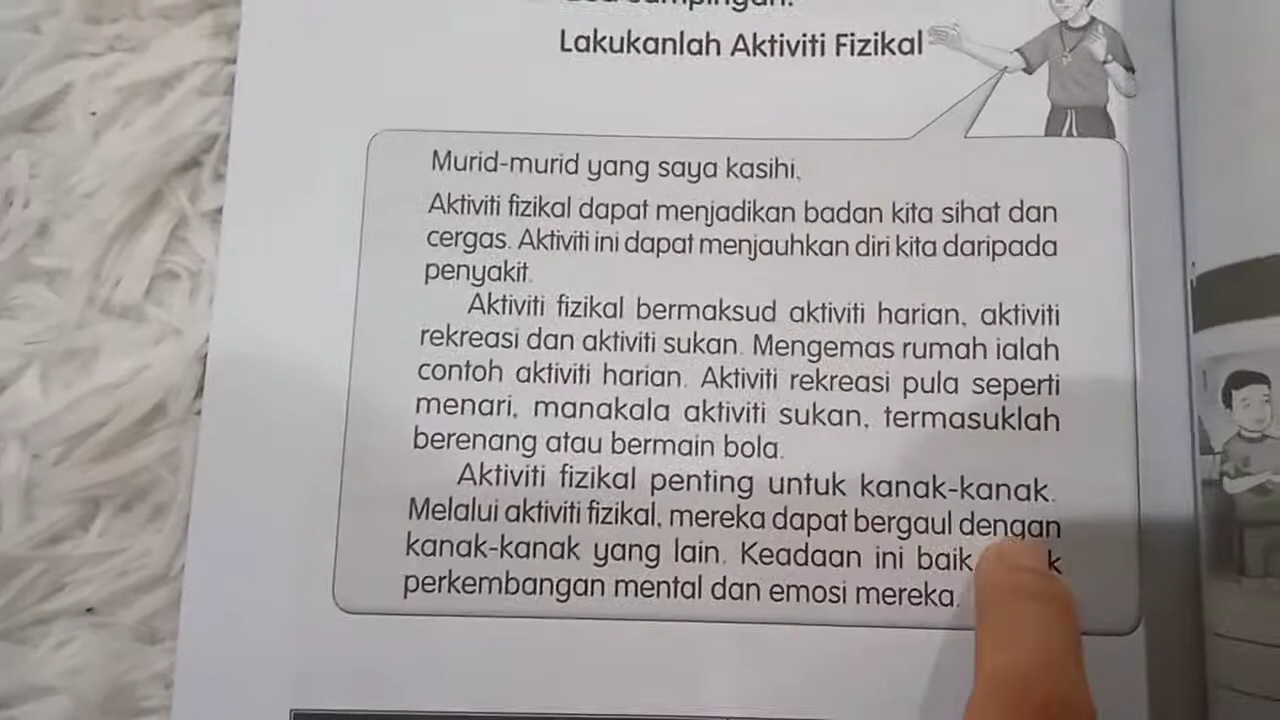 Lakukanlah Aktiviti Fizikal
Murid-murid yang saya kasihi,
Aktiviti fizikal dapat menjadikan badan kita sihat dan
cergas. Aktiviti ini dapat menjauhkan diri kita daripada
penyakit.
Aktiviti fizikal bermaksud aktiviti harian, aktiviti
rekreasi dan aktiviti sukan. Mengemas rumah ialah
contoh aktiviti harian. Aktiviti rekreasi pula seperti
menari, manakala aktiviti sukan, termasuklah
berenang atau bermain bola.
Aktiviti fizikal penting untuk kanak-kanak.
Melalui aktiviti fizikal, mereka dapat bergaul dengan
kanak-kanak yang lain. Keadaan ini baik
perkembangan mental dan emosi mereka.